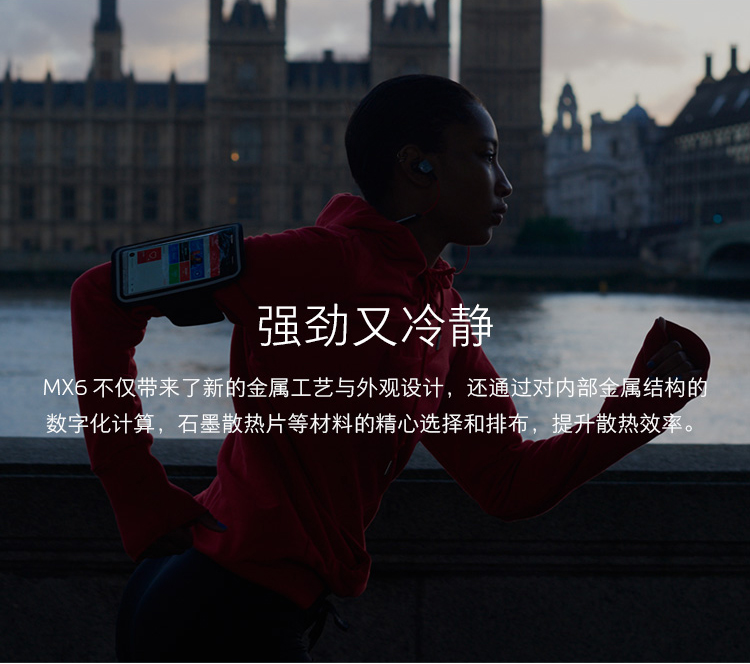 强劲又冷静
MX6 不仅带来了新的金属工艺与外观设计，还通过对内部金属结构的
数字化计算，石墨散热片等材料的精心选择和排布，提升散热效率。